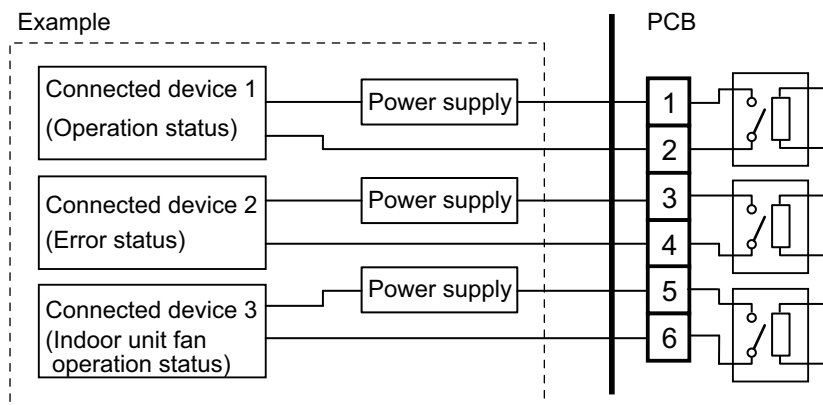 Example
PCB
Connected device 1
(Operation status)
Power supply
1
2
Connected device 2
(Error status)
Power supply
3
4
Connected device 3
(Indoor unit fan
operation status)
Power supply
5
6